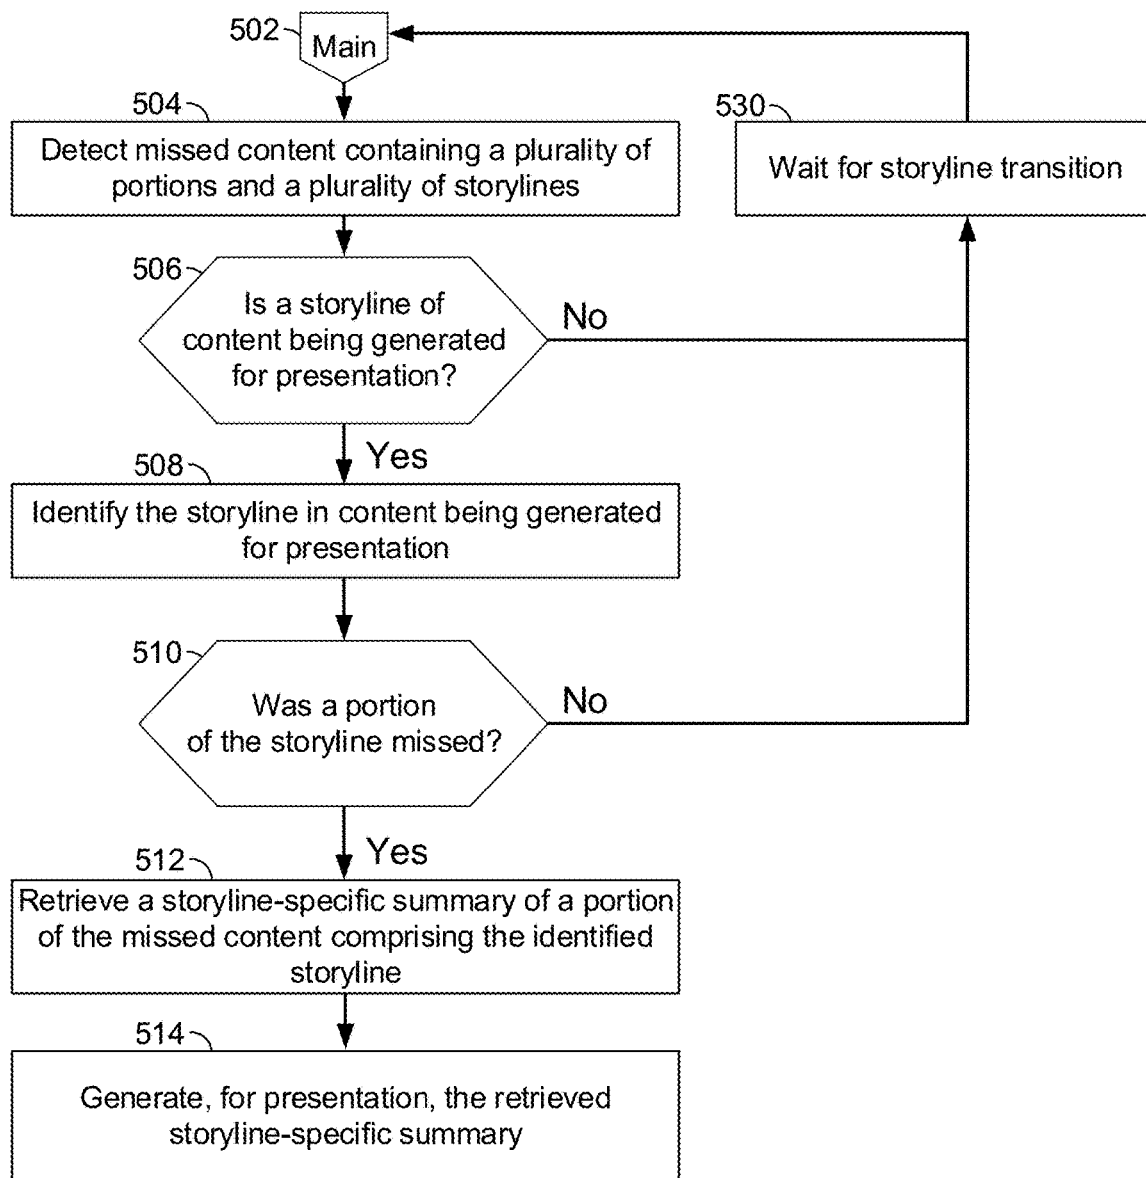 502
Main
504
Detect missed content containing a plurality of
portions and a plurality of storylines
530
Wait for storyline transition
506
Is a storyline of
content being generated
for presentation?
No
Yes
508
Identify the storyline in content being generated
for presentation
510
Was a portion
of the storyline missed?
No
Yes
512
Retrieve a storyline-specific summary of a portion
of the missed content comprising the identified
storyline
514
Generate, for presentation, the retrieved
storyline-specific summary